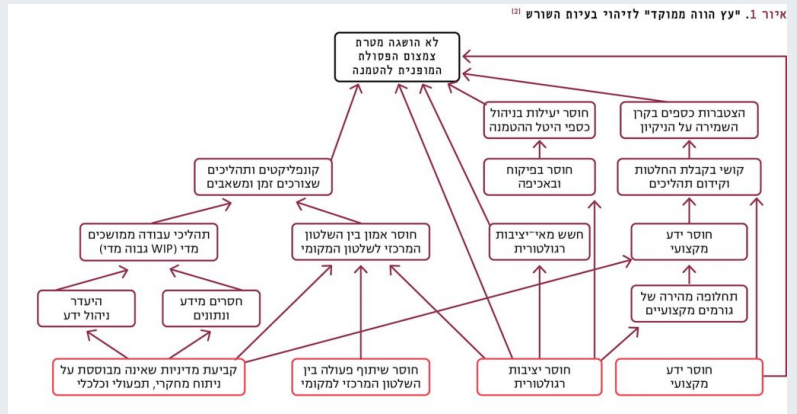 איור 1. "עץ הווה ממוקד" לזיהוי בעיות השורש [2]
לא הושגה מטרת
צמצום הפסולת
המופנית להטמנה
חוסר יעילות בניהול
כספי היטל ההטמנה
הצטברות כספים בקרן
השמירה על הניקיון
קונפליקטים ותהליכים
שצורכים זמן ומשאבים
חוסר בפיקוח
ובאכיפה
קושי בקבלת החלטות
וקידום תהליכים
תהליכי עבודה ממושכים
מדי (WIP גבוה מדי)
חוסר אמון בין השלטון
המרכזי לשלטון המקומי
חשש מאי־יציבות
רגולטורית
חוסר ידע
מקצועי
היעדר
ניהול ידע
חסרים מידע
ונתונים
תחלופה מהירה של
גורמים מקצועיים
קביעת מדיניות שאינה מבוססת על
ניתוח מחקרי, תפעולי וכלכלי
חוסר שיתוף פעולה בין
השלטון המרכזי למקומי
חוסר יציבות
רגולטורית
חוסר ידע
מקצועי